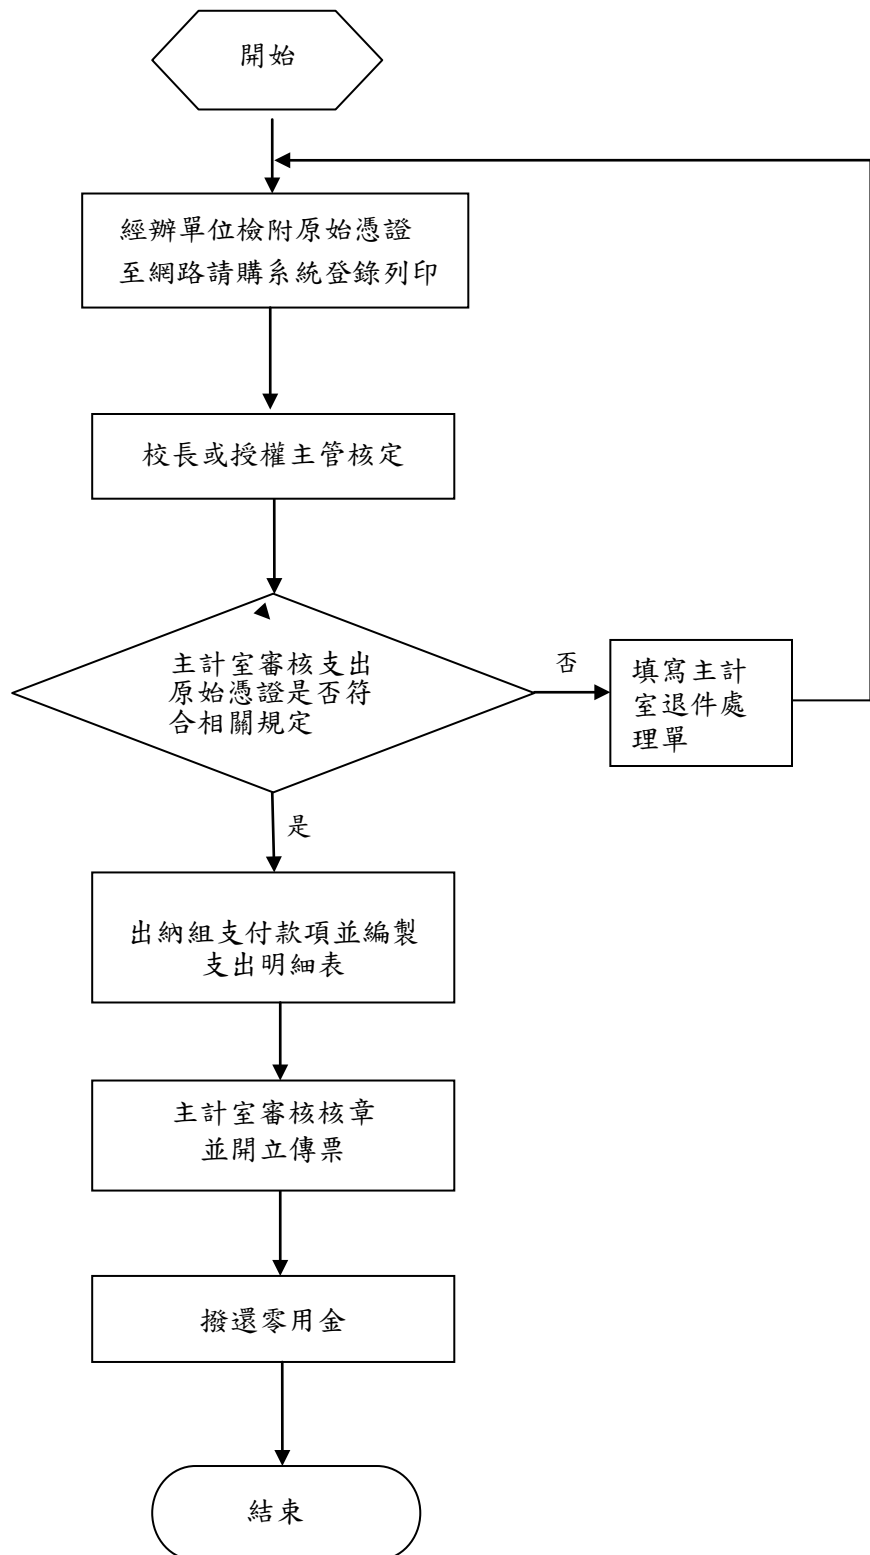 開始
經辦單位檢附原始憑證
至網路請購系統登錄列印
校長或授權主管核定
主計室審核支出
原始憑證是否符
合相關規定
否
填寫主計
室退件處
理單
是
出納組支付款項並編製
支出明細表
主計室審核核章
並開立傳票
撥還零用金
結束